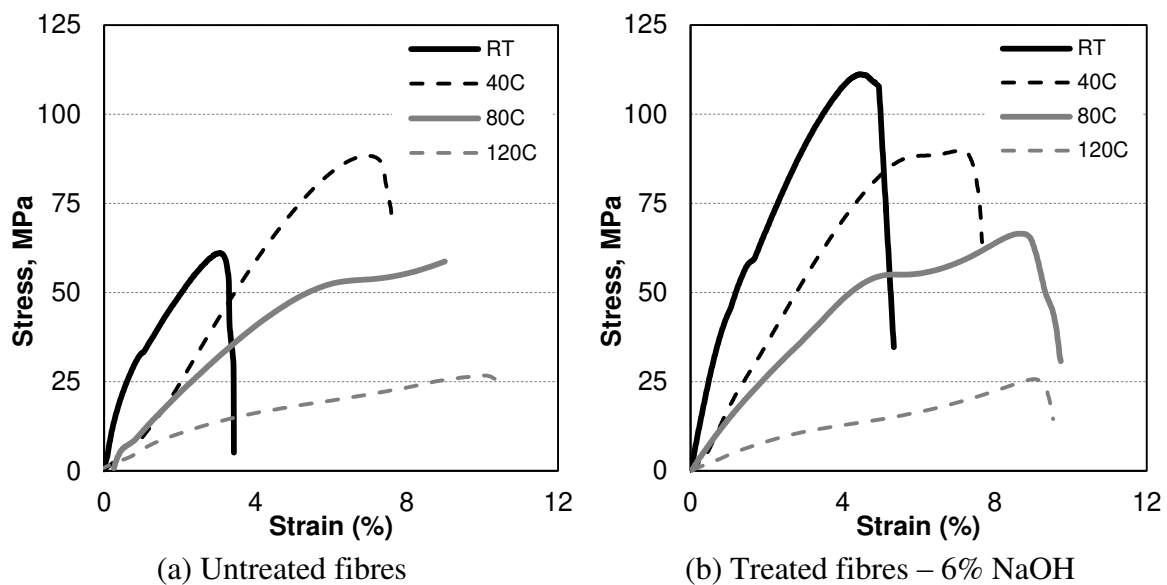 125
100
75
50
25
0
Stress, MPa
RT
40C
80C
120C
0
4
8
12
Strain (%)
(a) Untreated fibres
125
100
75
50
25
0
Stress, MPa
RT
40C
80C
120C
0
4
8
12
Strain (%)
(b) Treated fibres – 6% NaOH